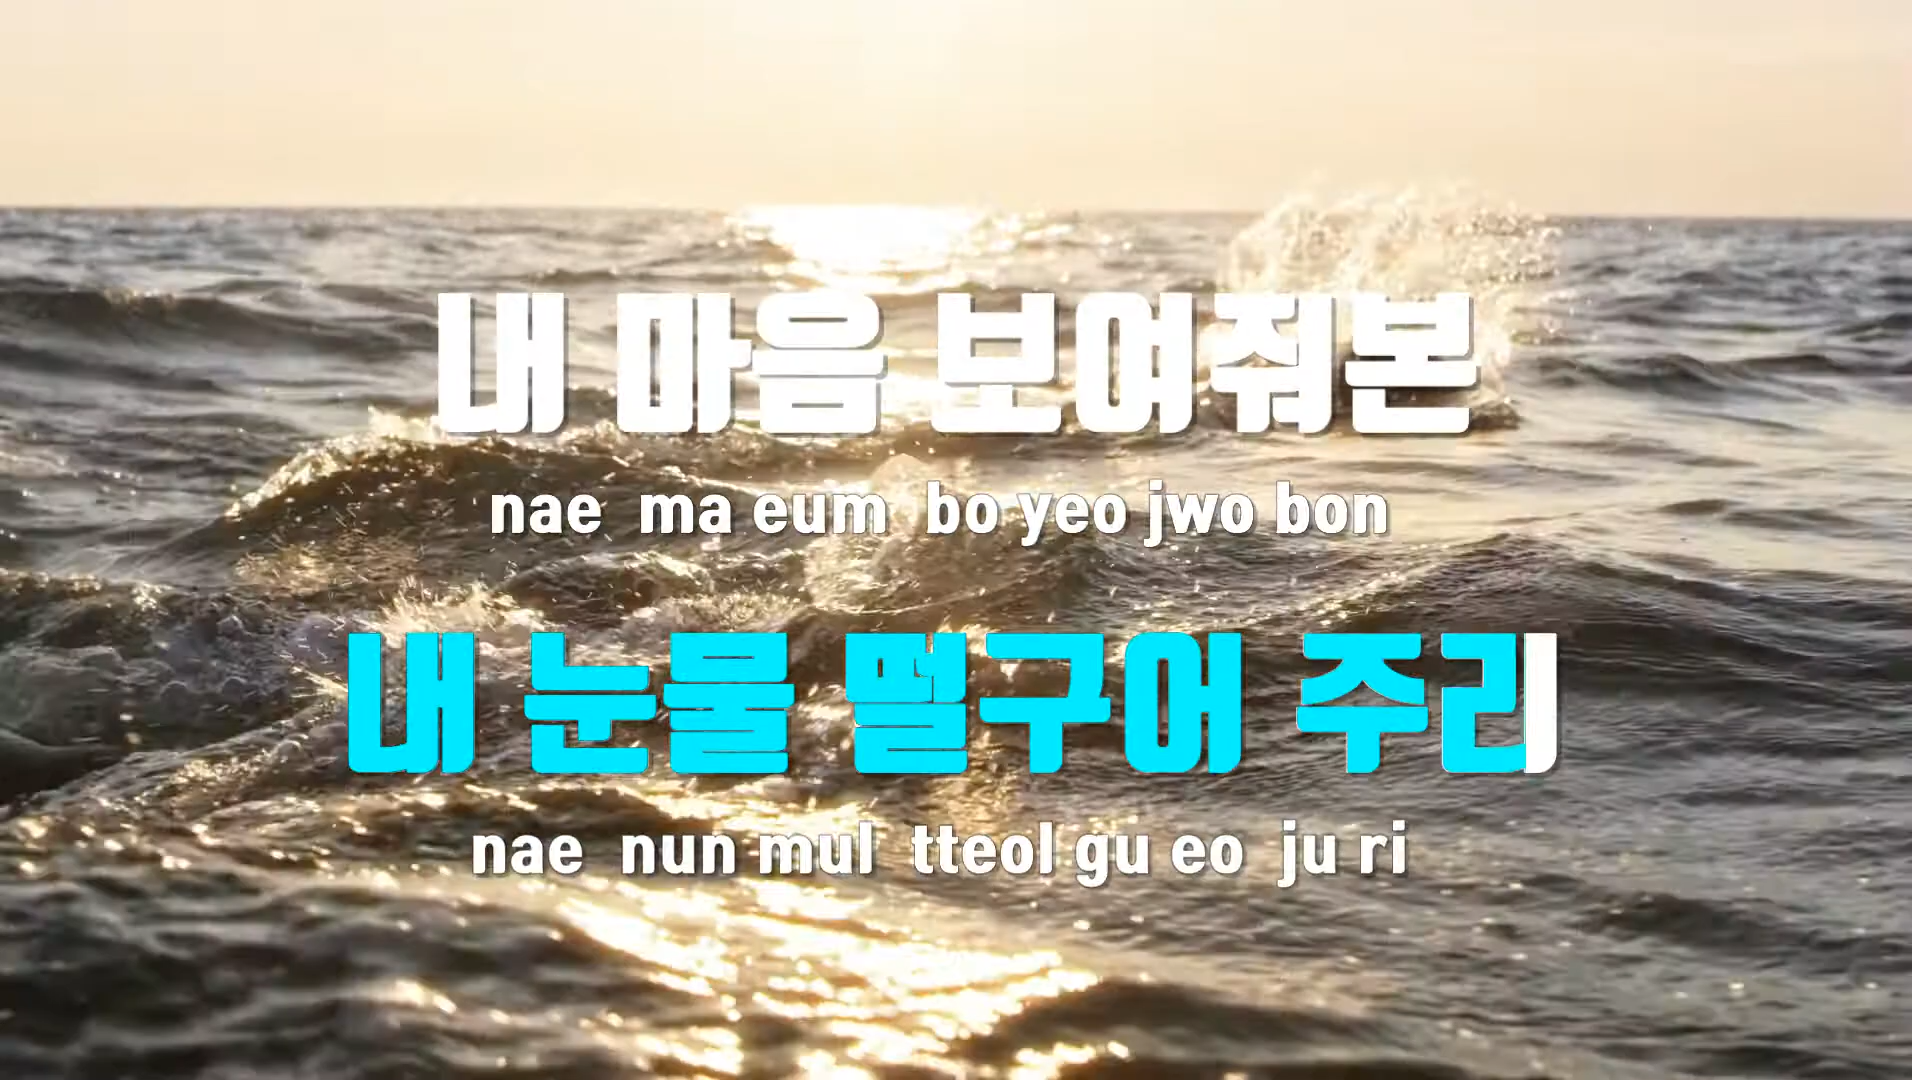 내 마음 보여줘본
nae ma eum bo yeo jwo bon
내 눈물 떨구어 주리
nae nun mul tteol gu eo ju ri